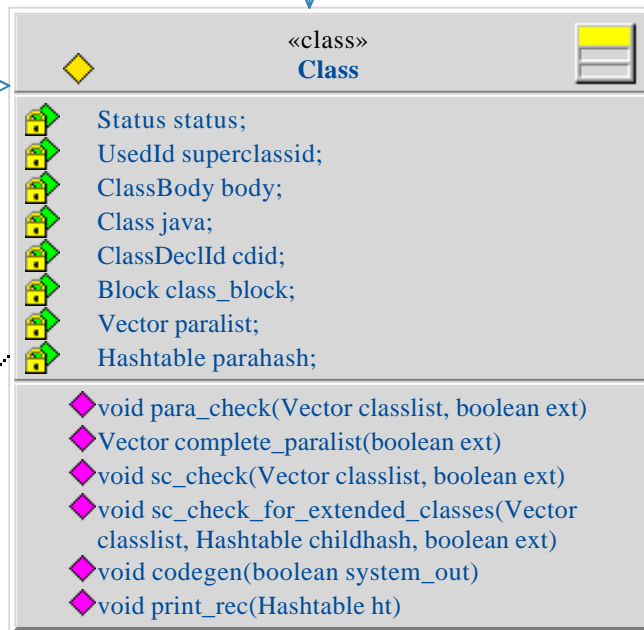 «class»
Class
Status status;
UsedId superclassid;
ClassBody body;
Class java;
ClassDeclId cdid;
Block class_block;
Vector paralist;
Hashtable parahash;
void para_check(Vector classlist, boolean ext)
Vector complete_paralist(boolean ext)
void sc_check(Vector classlist, boolean ext)
void sc_check_for_extended_classes(Vector
classlist, Hashtable childhash, boolean ext)
void codegen(boolean system_out)
void print_rec(Hashtable ht)